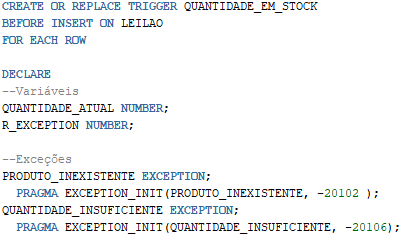 CREATE OR REPLACE TRIGGER QUANTIDADE_EM_STOCK
BEFORE INSERT ON LEILAO
FOR EACH ROW
DECLARE
--Variáveis
QUANTIDADE_ATUAL NUMBER;
R_EXCEPTION NUMBER;
--Exceções
PRODUTO_INEXISTENTE EXCEPTION;
PRAGMA EXCEPTION_INIT(PRODUTO_INEXISTENTE, -20102 );
QUANTIDADE_INSUFICIENTE EXCEPTION;
PRAGMA EXCEPTION_INIT(QUANTIDADE_INSUFICIENTE, -20106);